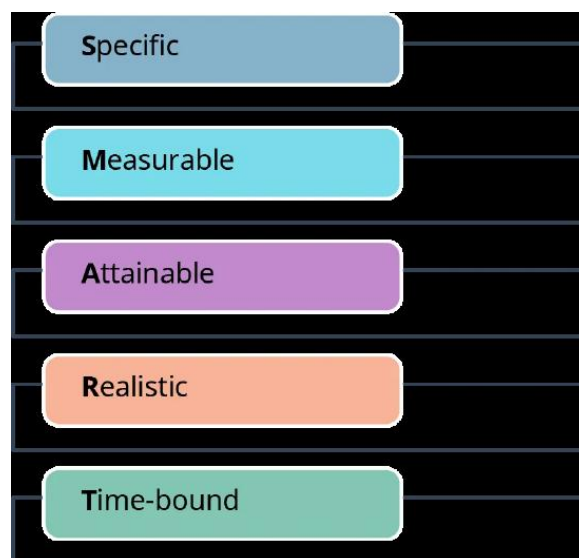 Specific
Measurable
Attainable
Realistic
Time-bound